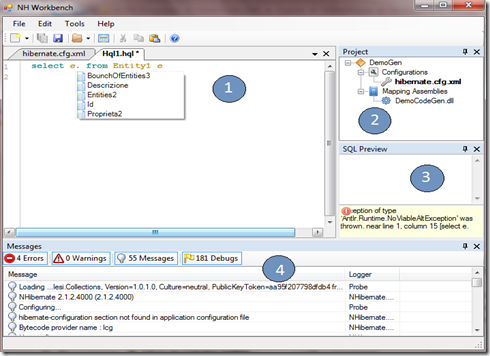 NH Workbench
File Edit Tools Help
hibernate.cfg.xml Hql1.hql *
1 select e. from Entity1 e
2
BounchOfEntities3
Descrizione
Entities2
Id
Proprieta2
1
Project
DemoGen
Configurations
hibernate.cfg.xml
Mapping Assemblies
DemoCodeGen.dll
2
SQL Preview
3
eption of type
'Antlr.Runtime.NoViableAltException' was
thrown. near line 1, column 15 [select e.
Messages
4 Errors 0 Warnings 55 Messages 181 Debugs
4
Message Logger
Loading ...lesi.Collections, Version=1.0.1.0, Culture=neutral, PublicKeyToken=aa95f207798dfdb4 fr... Probe
NHibernate 2.1.2.4000 (2.1.2.4000) NHibernate....
Configuring... Probe
hibernate-configuration section not found in application configuration file NHibernate....
Bytecode provider name : lcg NHibernate....